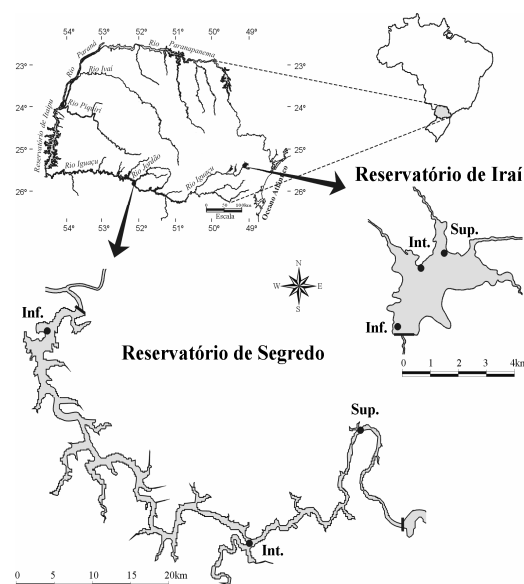 54° 53° 52° 51° 50° 49°
Rio Paraná
Rio Paranapanema
23°
Rio Ivaí
24°
Rio Piquiri
Reservatório de Itaipu
25°
Rio Iguaçu
Rio Jordão
Rio Iguaçu
26°
Oceano Atlântico
Escala
54° 53° 52° 51° 50° 49°
23°
24°
25°
26°
Reservatório de Iraí
Sup.
Int.
Inf.
0 1 2 3 4km
N
W E
S
Inf.
Reservatório de Segredo
Sup.
Int.
0 5 10 15 20km